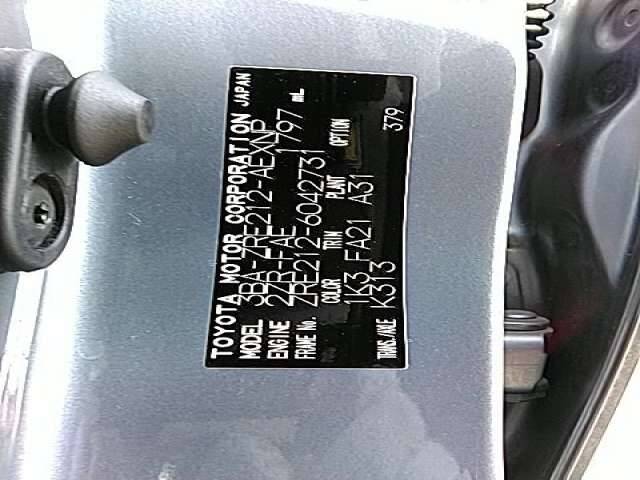 TOYOTA MOTOR CORPORATION JAPAN
MODEL 3BA-ZRE212-AEXNP
ENGINE 2ZR-FAE 1797 mL
FRAME No. ZRE212-6042731
COLOR TRIM PLANT OPTION
1K3 FA21 A31
TRANS./AXLE K313 379